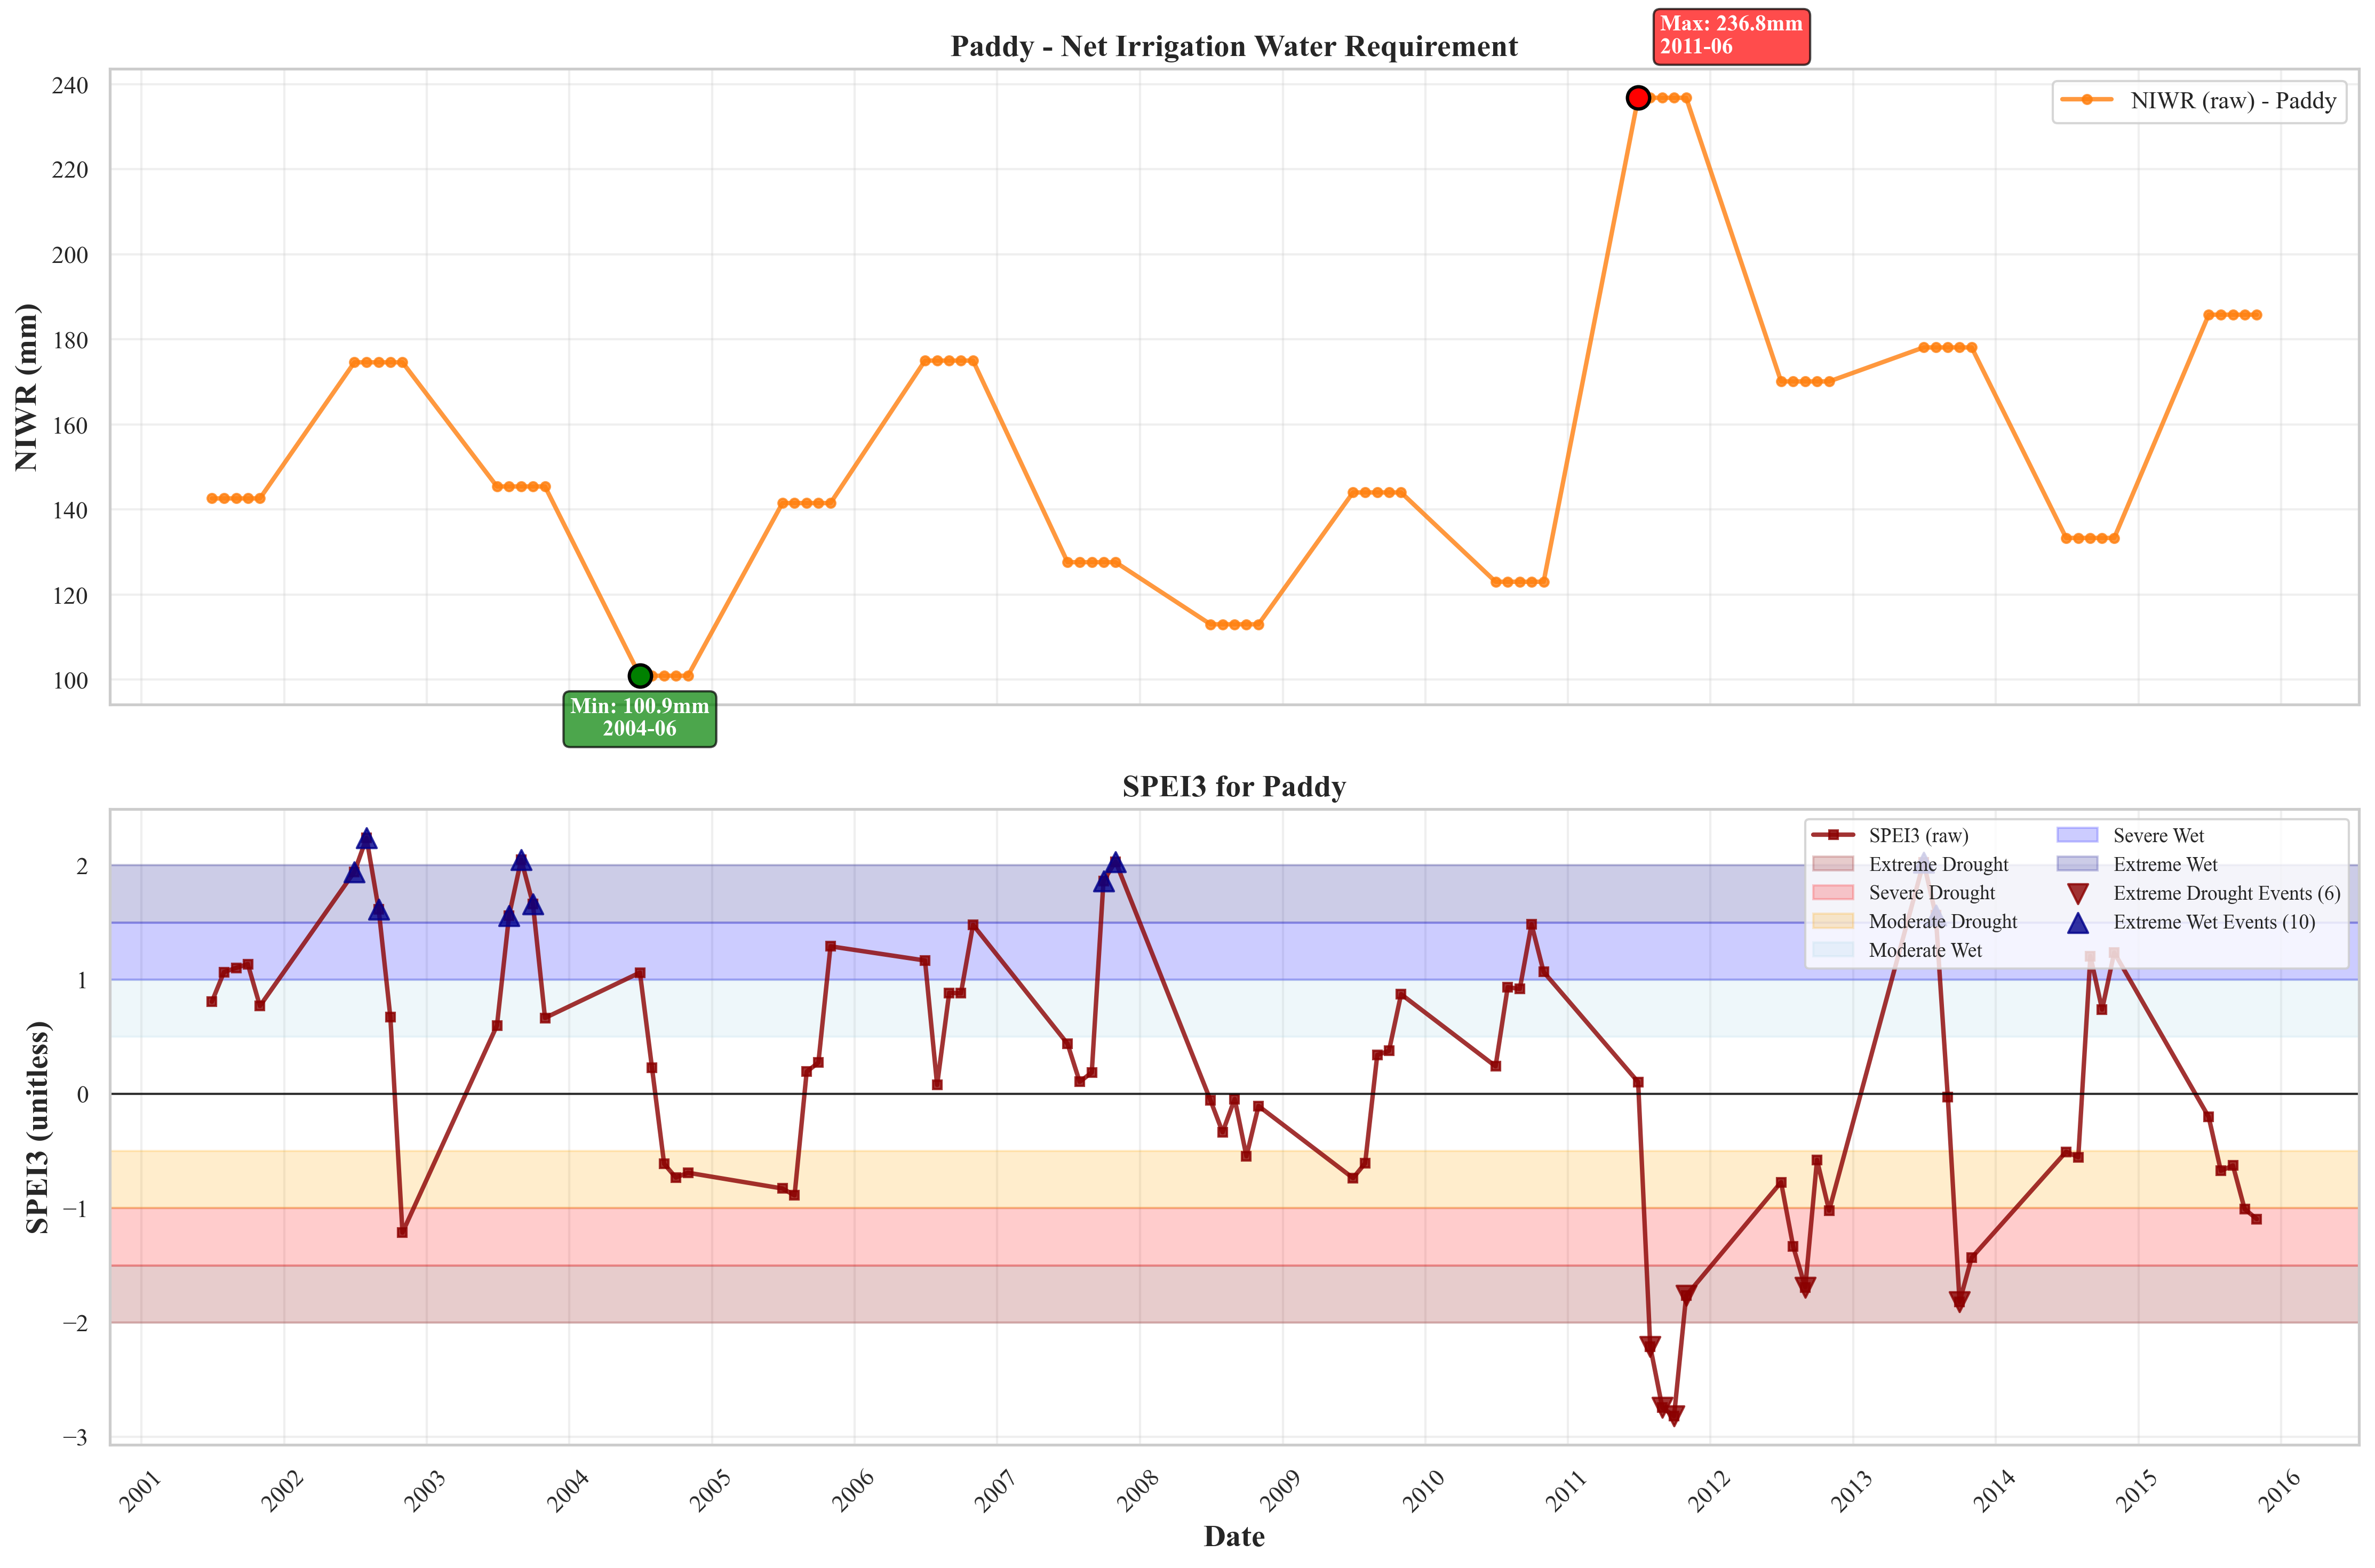 Max: 236.8mm
2011-06
Paddy - Net Irrigation Water Requirement
NIWR (raw) - Paddy
NIWR (mm)
240
220
200
180
160
140
120
100
Min: 100.9mm
2004-06
SPEI3 for Paddy
SPEI3 (raw)
Extreme Drought
Severe Drought
Moderate Drought
Moderate Wet
Severe Wet
Extreme Wet
Extreme Drought Events (6)
Extreme Wet Events (10)
SPEI3 (unitless)
2
1
0
−1
−2
−3
2001
2002
2003
2004
2005
2006
2007
2008
2009
2010
2011
2012
2013
2014
2015
2016
Date